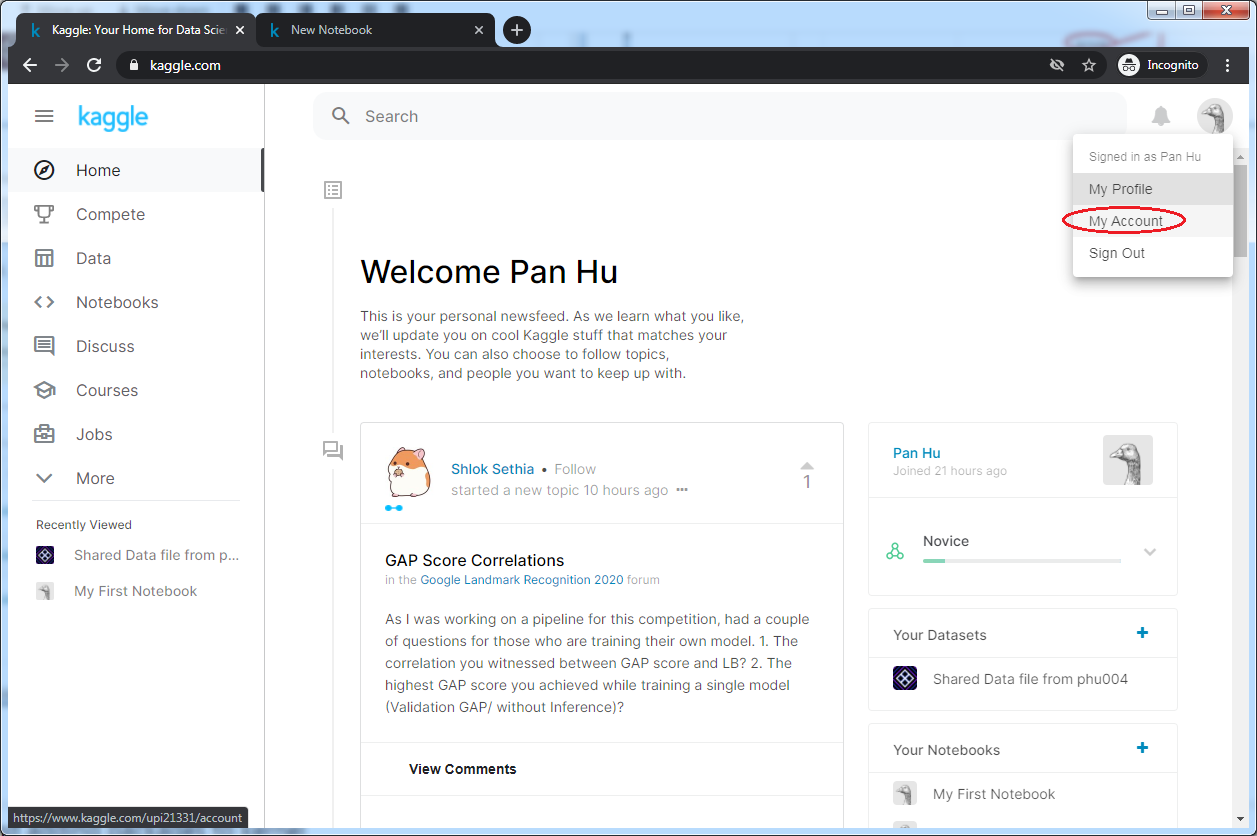 Kaggle: Your Home for Data Scie
New Notebook
kaggle.com
Incognito
kaggle
Search
Signed in as Pan Hu
My Profile
My Account
Sign Out
Home
Compete
Data
Notebooks
Discuss
Courses
Jobs
More
Recently Viewed
Shared Data file from p...
My First Notebook
Welcome Pan Hu
This is your personal newsfeed. As we learn what you like,
we'll update you on cool Kaggle stuff that matches your
interests. You can also choose to follow topics,
notebooks, and people you want to keep up with.
Shlok Sethia • Follow
started a new topic 10 hours ago •••
1
GAP Score Correlations
in the Google Landmark Recognition 2020 forum
As I was working on a pipeline for this competition, had a couple
of questions for those who are training their own model. 1. The
correlation you witnessed between GAP score and LB? 2. The
highest GAP score you achieved while training a single model
(Validation GAP/ without Inference)?
View Comments
Pan Hu
Joined 21 hours ago
Novice
Your Datasets
Shared Data file from phu004
Your Notebooks
My First Notebook
https://www.kaggle.com/upi21331/account